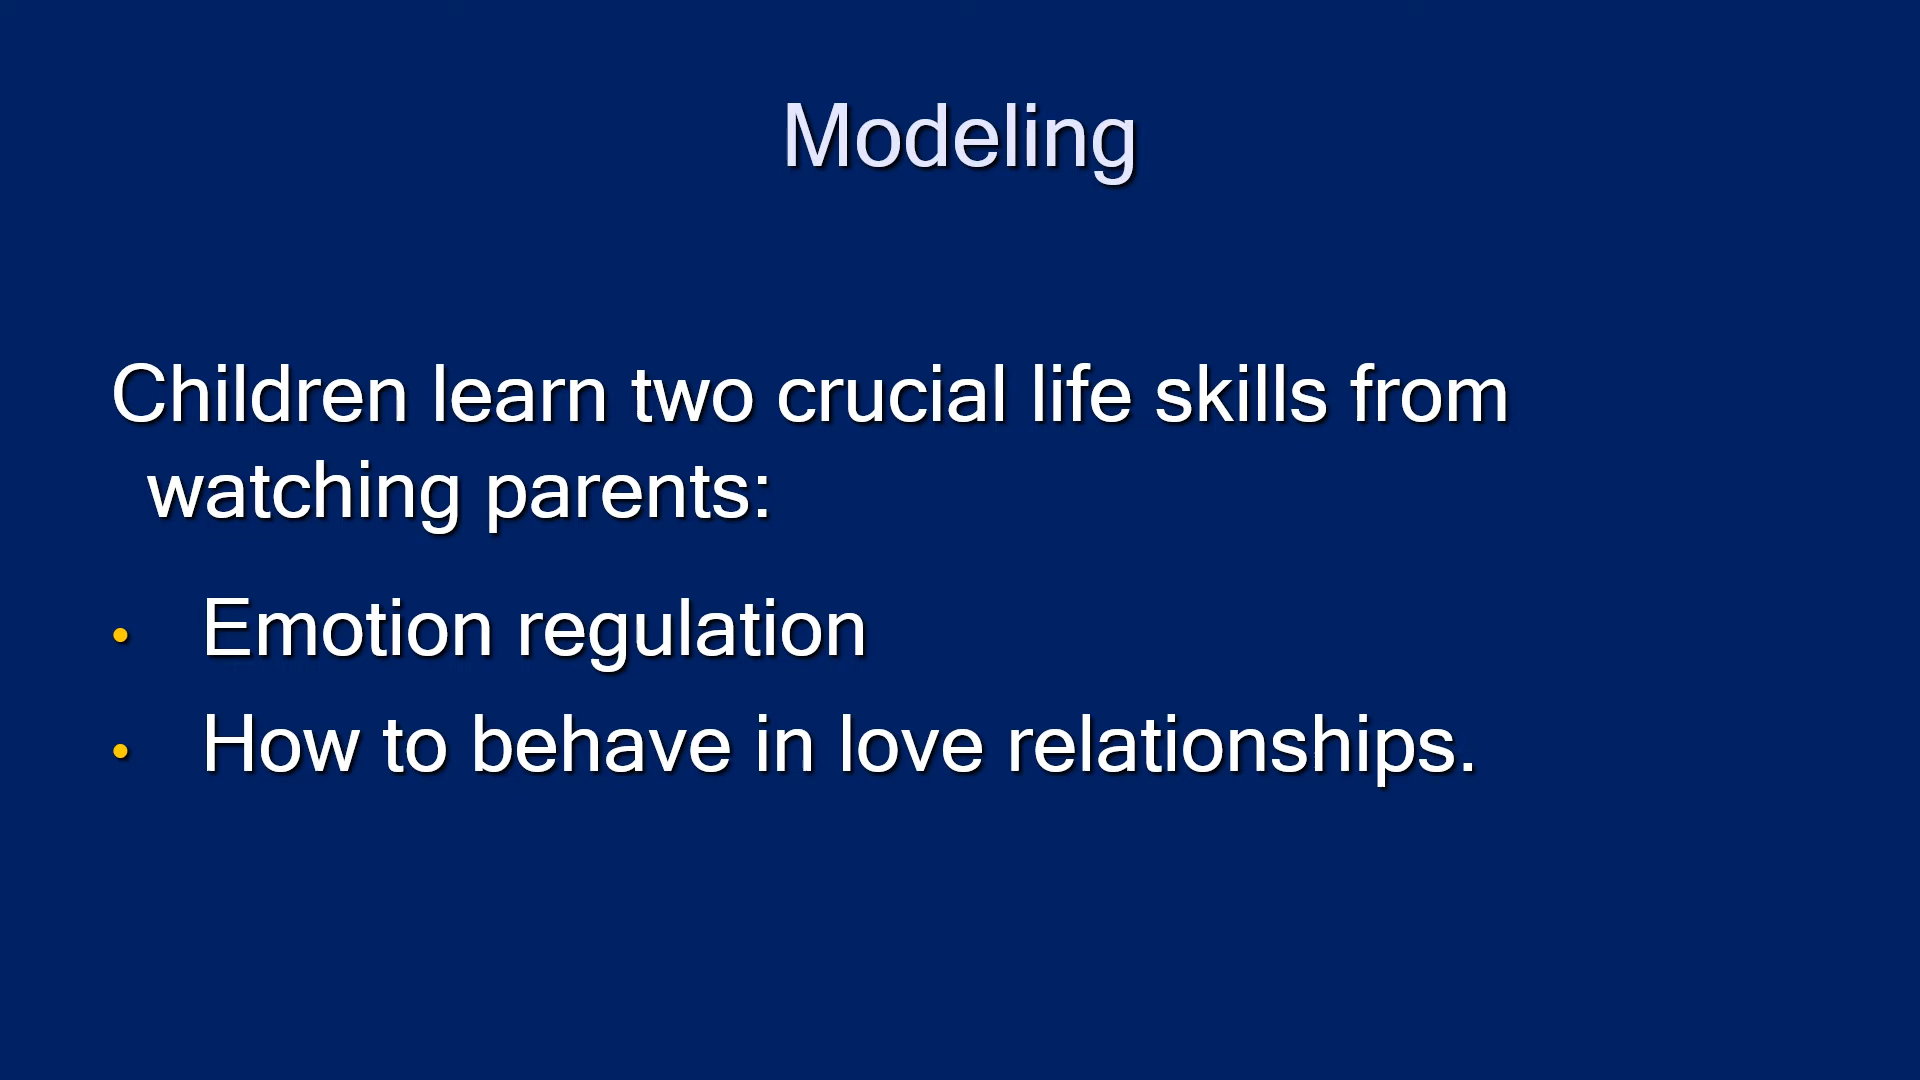 Modeling
Children learn two crucial life skills from
watching parents:
• Emotion regulation
• How to behave in love relationships.